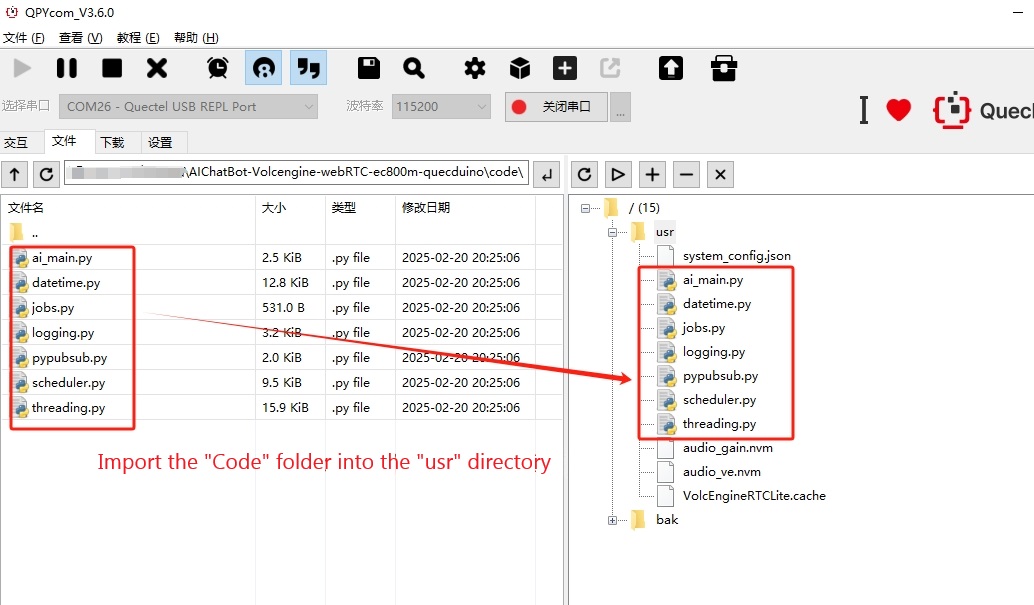 QPYcom_V3.6.0
文件 (F) 查看 (V) 教程 (E) 帮助 (H)
选择串口 COM26 - Quectel USB REPL Port 波特率 115200 关闭串口 ...
Quecl
交互 文件 下载 设置
\AIChatBot-Volcengine-webRTC-ec800m-quecduino\code\
文件名 大小 类型 修改日期
..
ai_main.py 2.5 KiB .py file 2025-02-20 20:25:06
datetime.py 12.8 KiB .py file 2025-02-20 20:25:06
jobs.py 531.0 B .py file 2025-02-20 20:25:06
logging.py 3.2 KiB .py file 2025-02-20 20:25:06
pypubsub.py 2.0 KiB .py file 2025-02-20 20:25:06
scheduler.py 9.5 KiB .py file 2025-02-20 20:25:06
threading.py 15.9 KiB .py file 2025-02-20 20:25:06
Import the "Code" folder into the "usr" directory
/ (15)
usr
system_config.json
ai_main.py
datetime.py
jobs.py
logging.py
pypubsub.py
scheduler.py
threading.py
audio_gain.nvm
audio_ve.nvm
VolcEngineRTCLite.cache
bak